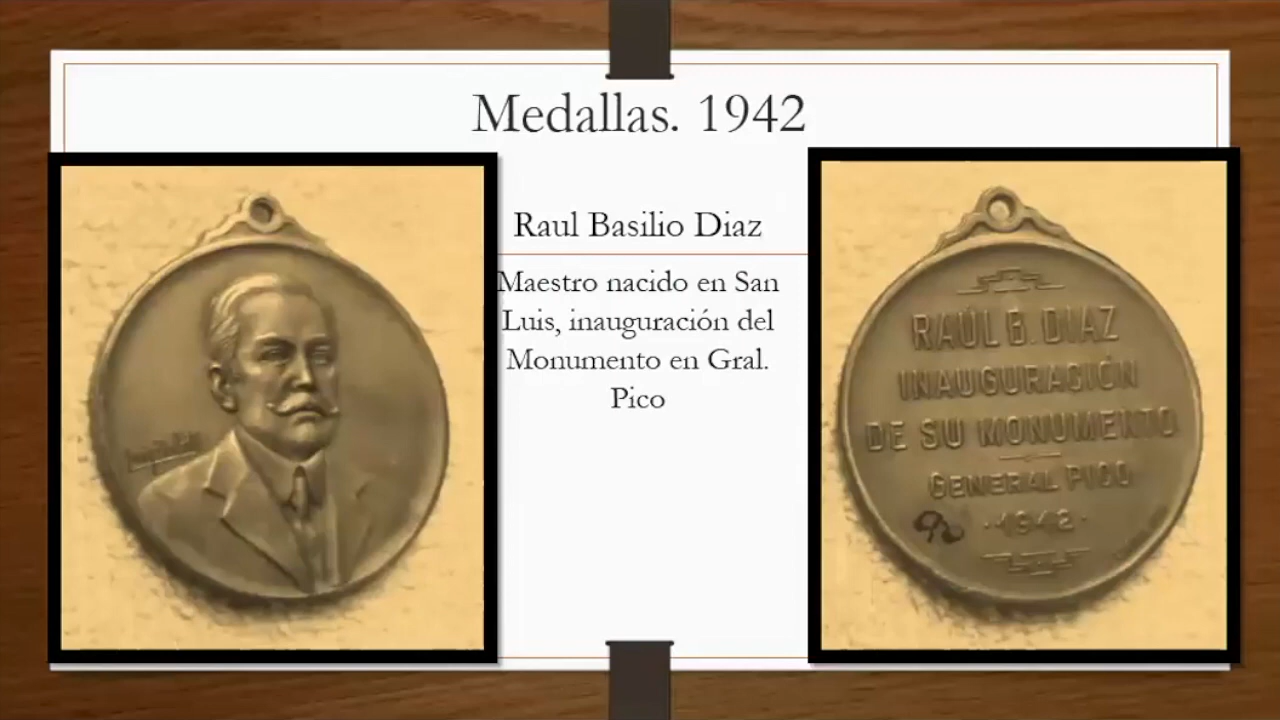 Medallas. 1942
Raul Basilio Diaz
Maestro nacido en San
Luis, inauguración del
Monumento en Gral.
Pico
RAÚL B. DIAZ
INAUGURACIÓN
DE SU MONUMENTO
GENERAL PICO
·1942·